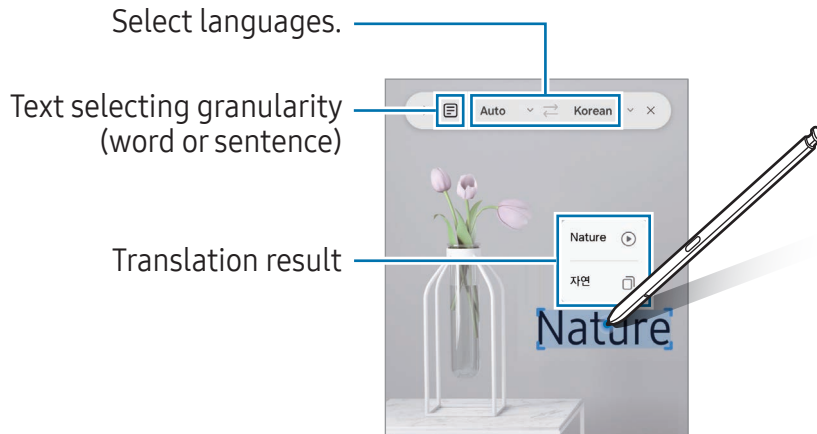 Select languages.
Text selecting granularity
(word or sentence)
Auto
Korean
Translation result
Nature
자연
Nature